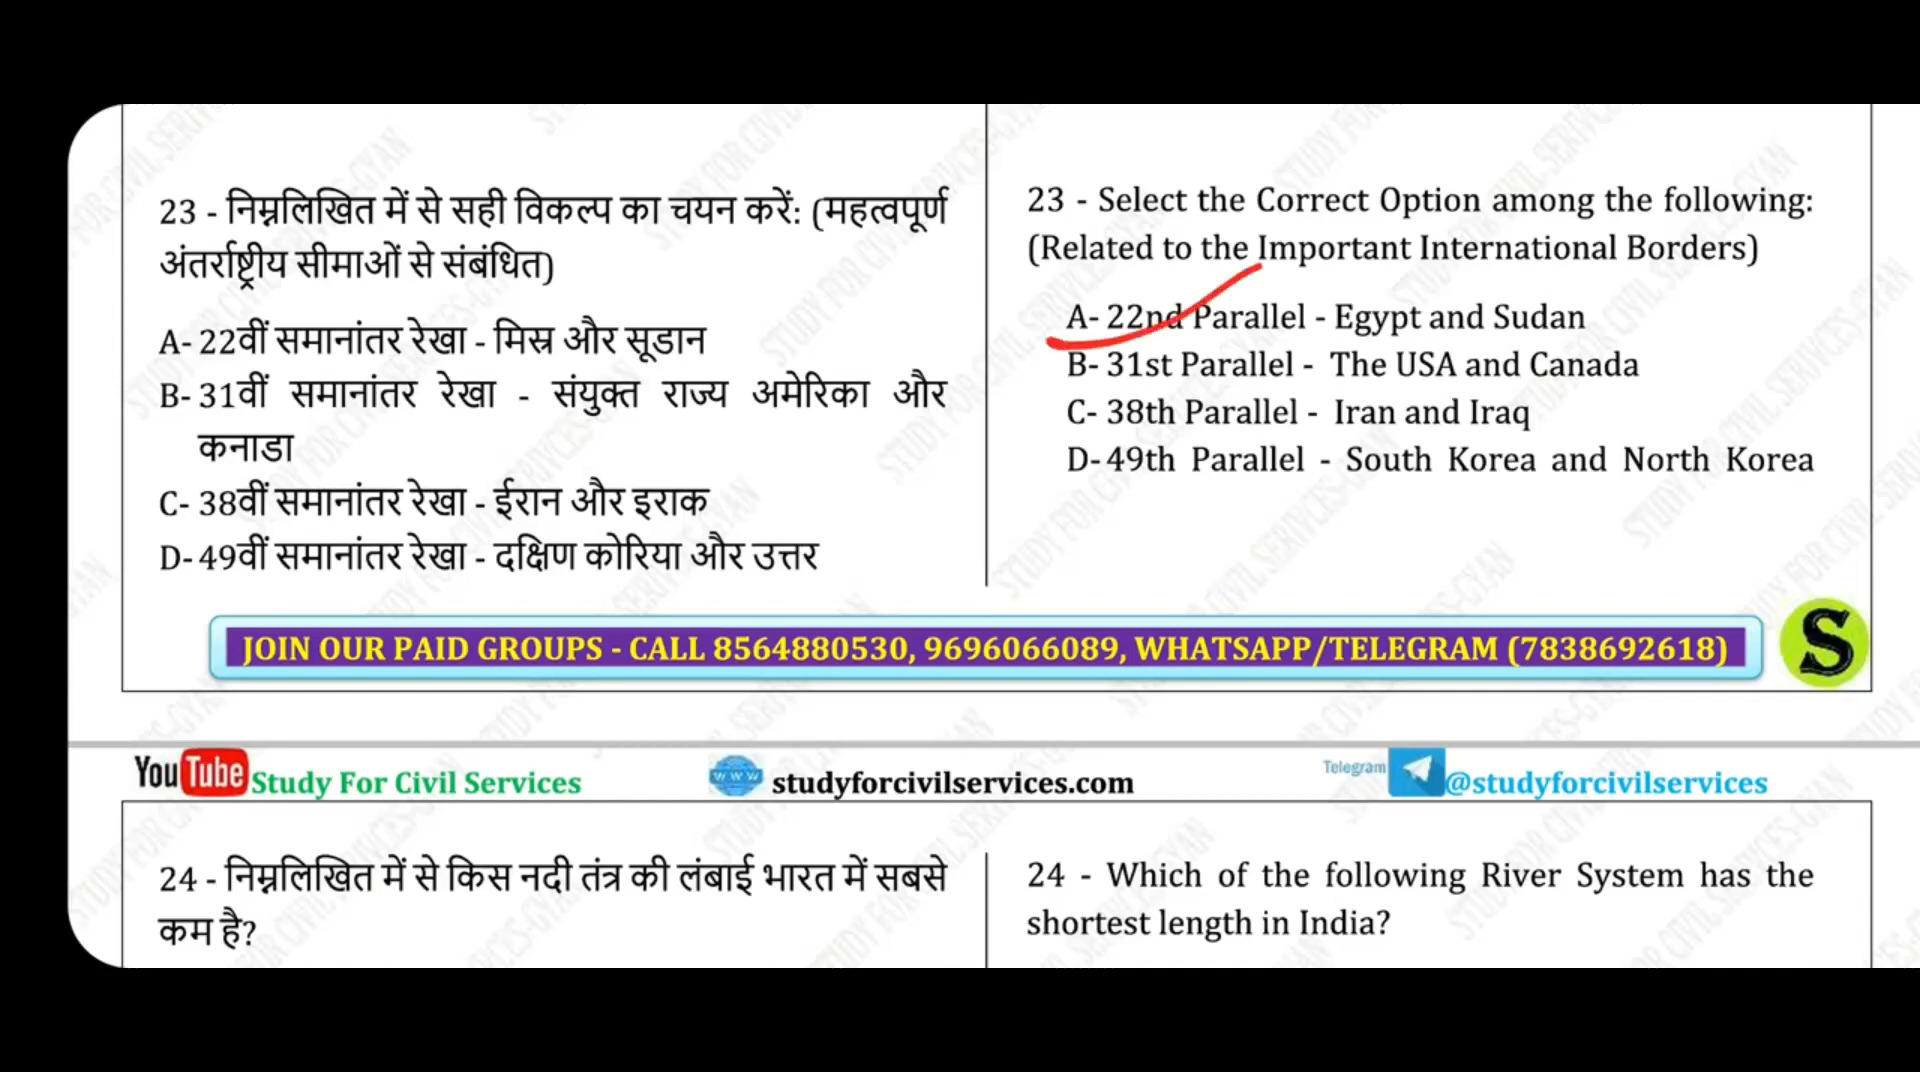 23 - निम्नलिखित में से सही विकल्प का चयन करें: (महत्वपूर्ण
अंतर्राष्ट्रीय सीमाओं से संबंधित)
A- 22वीं समानांतर रेखा - मिस्र और सूडान
B- 31वीं समानांतर रेखा - संयुक्त राज्य अमेरिका और
कनाडा
C- 38वीं समानांतर रेखा - ईरान और इराक
D- 49वीं समानांतर रेखा - दक्षिण कोरिया और उत्तर
23 - Select the Correct Option among the following:
(Related to the Important International Borders)
A- 22nd Parallel - Egypt and Sudan
B- 31st Parallel - The USA and Canada
C- 38th Parallel - Iran and Iraq
D- 49th Parallel - South Korea and North Korea
JOIN OUR PAID GROUPS - CALL 8564880530, 9696066089, WHATSAPP/TELEGRAM (7838692618)
S
YouTube Study For Civil Services
www studyforcivilservices.com
Telegram @studyforcivilservices
24 - निम्नलिखित में से किस नदी तंत्र की लंबाई भारत में सबसे
कम है?
24 - Which of the following River System has the
shortest length in India?